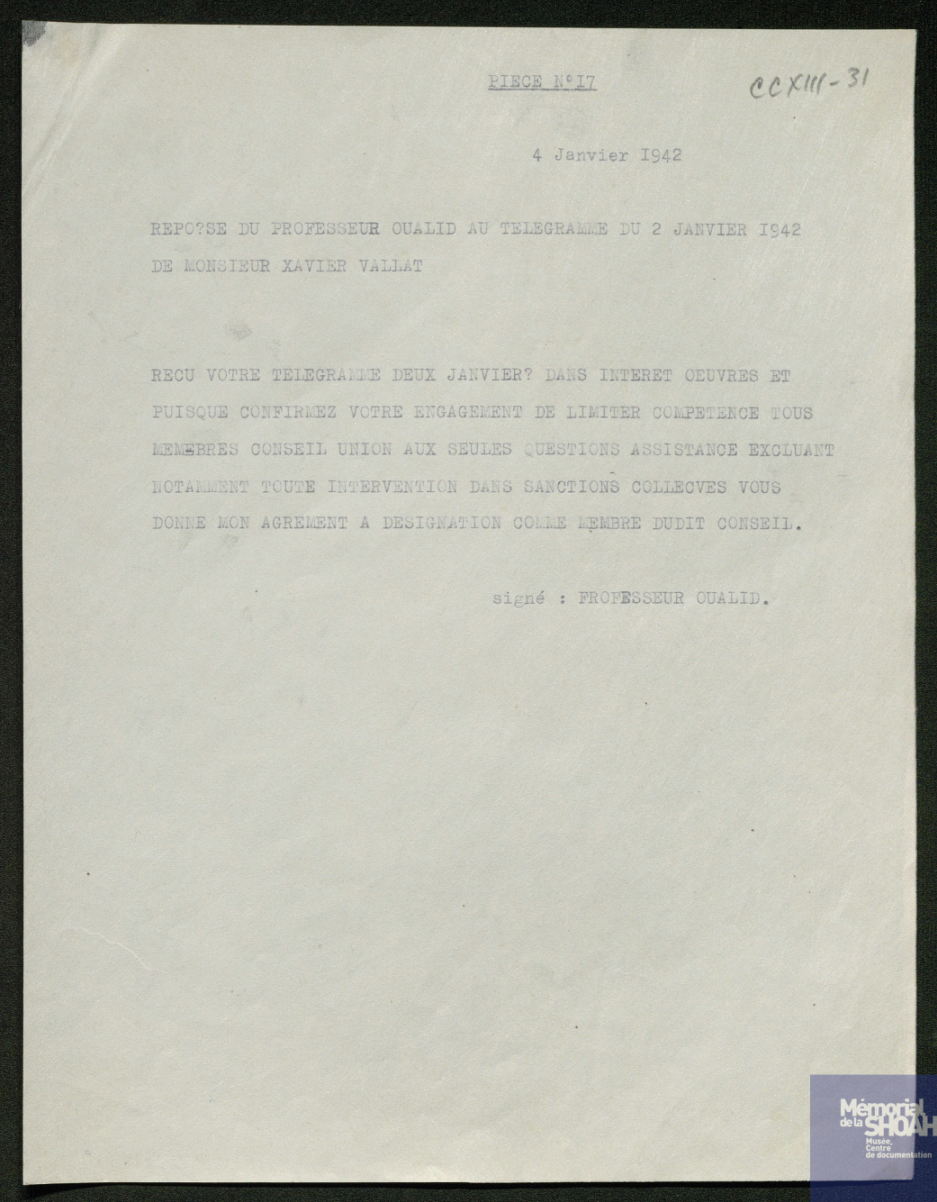 PIECE N°I7
CCXIII-31
4 Janvier I942
REPO?SE DU PROFESSEUR OUALID AU TELEGRAMME DU 2 JANVIER I942
DE MONSIEUR XAVIER VALLAT
RECU VOTRE TELEGRAMME DEUX JANVIER? DANS INTERET OEUVRES ET
PUISQUE CONFIRMEZ VOTRE ENGAGEMENT DE LIMITER COMPETENCE TOUS
MEMEBRES CONSEIL UNION AUX SEULES QUESTIONS ASSISTANCE EXCLUANT
NOTAMMENT TOUTE INTERVENTION DANS SANCTIONS COLLECVES VOUS
DONNE MON AGREMENT A DESIGNATION COMME MEMBRE DUDIT CONSEIL.
signé : PROFESSEUR OUALID.
Mémorial
de la SHOAH
Musée,
Centre
de documentation